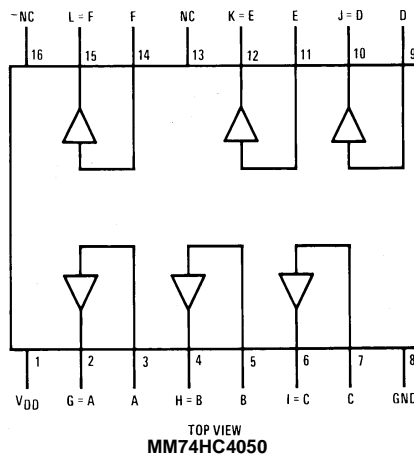 NC L = F F NC K = E E J = D D
16 15 14 13 12 11 10 9
1 2 3 4 5 6 7 8
VDD G = A A H = B B I = C C GND
TOP VIEW
MM74HC4050